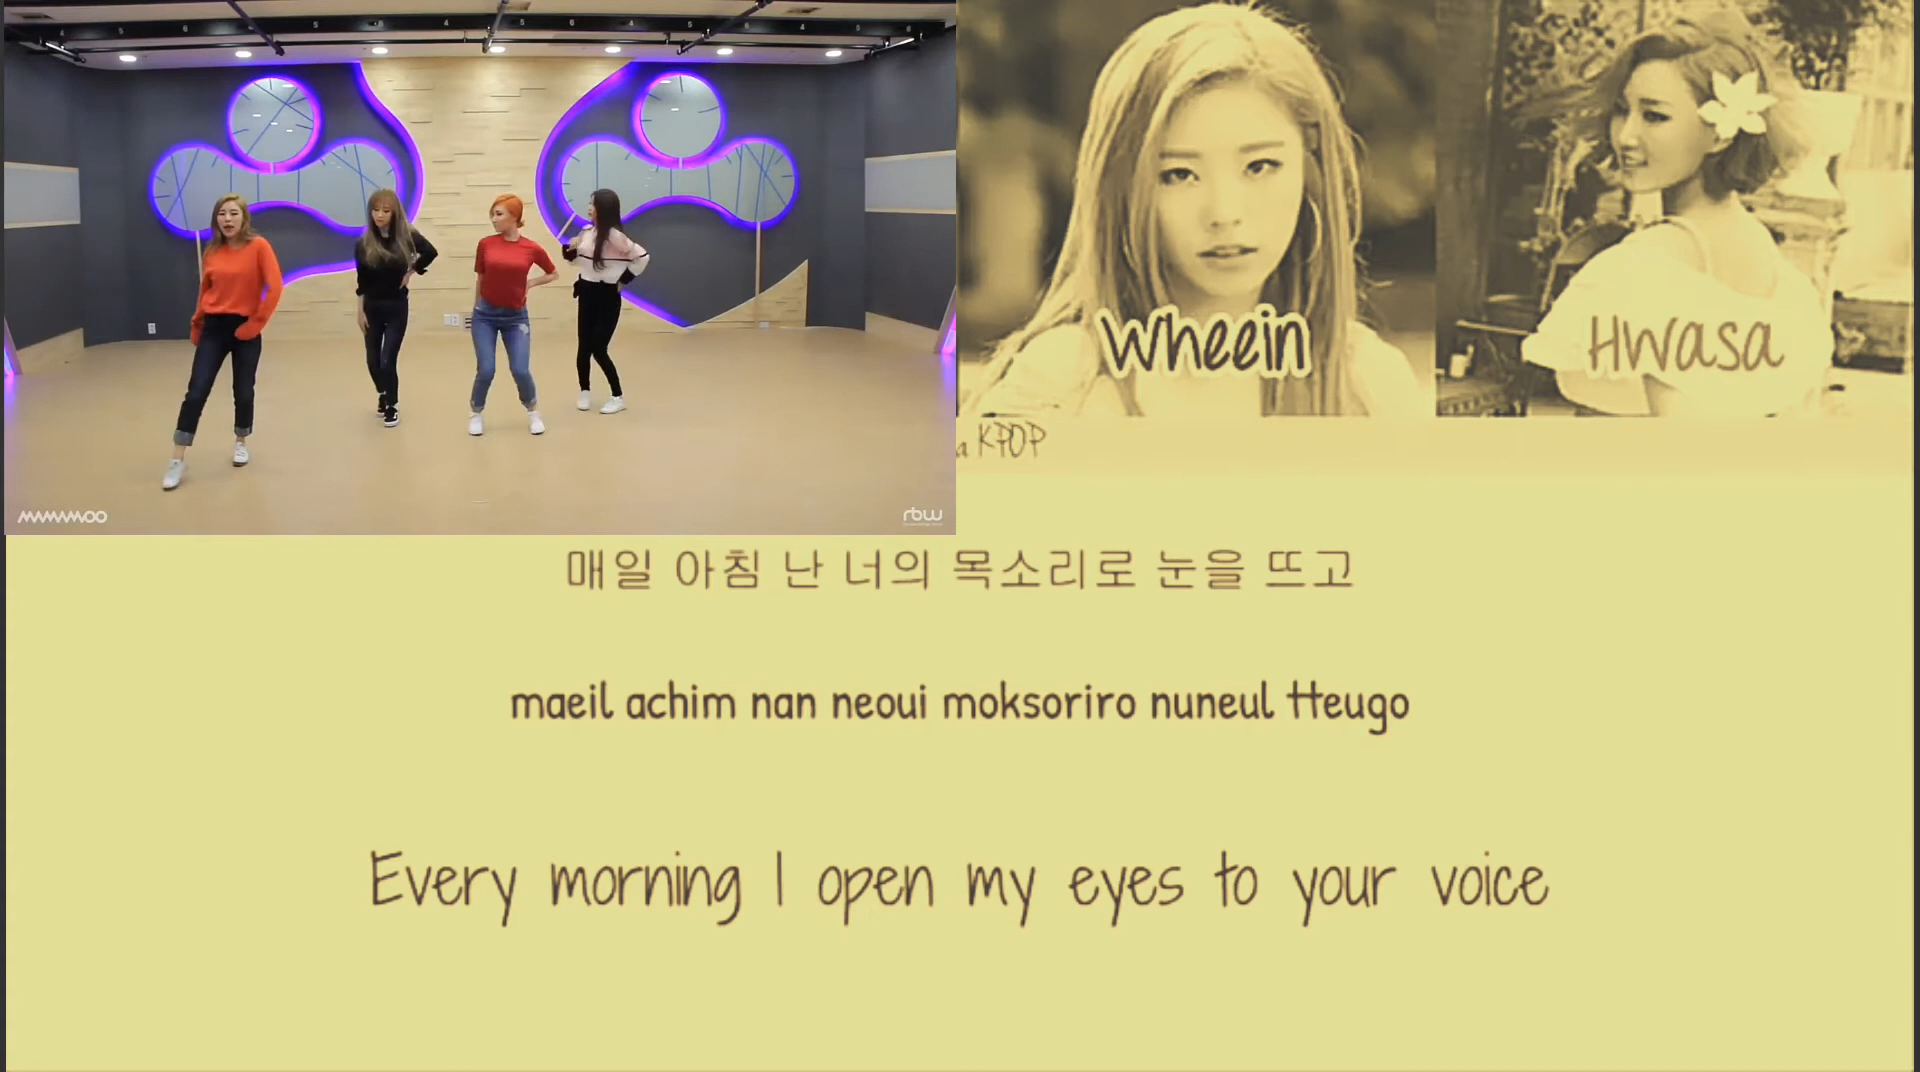 MAMAMOO
rbw
Wheein
Hwasa
a KPOP
매일 아침 난 너의 목소리로 눈을 뜨고
maeil achim nan neoui moksoriro nuneul tteugo
Every morning I open my eyes to your voice